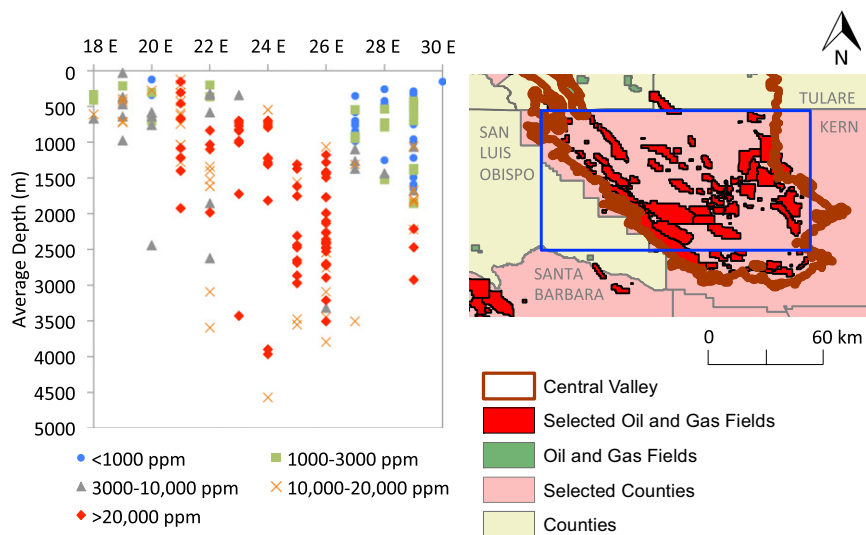 18 E 20 E 22 E 24 E 26 E 28 E 30 E
0
500
1000
1500
2000
2500
3000
3500
4000
4500
5000
Average Depth (m)
<1000 ppm
1000-3000 ppm
3000-10,000 ppm
10,000-20,000 ppm
>20,000 ppm
N
TULARE
KERN
SAN
LUIS
OBISPO
SANTA
BARBARA
0 60 km
Central Valley
Selected Oil and Gas Fields
Oil and Gas Fields
Selected Counties
Counties